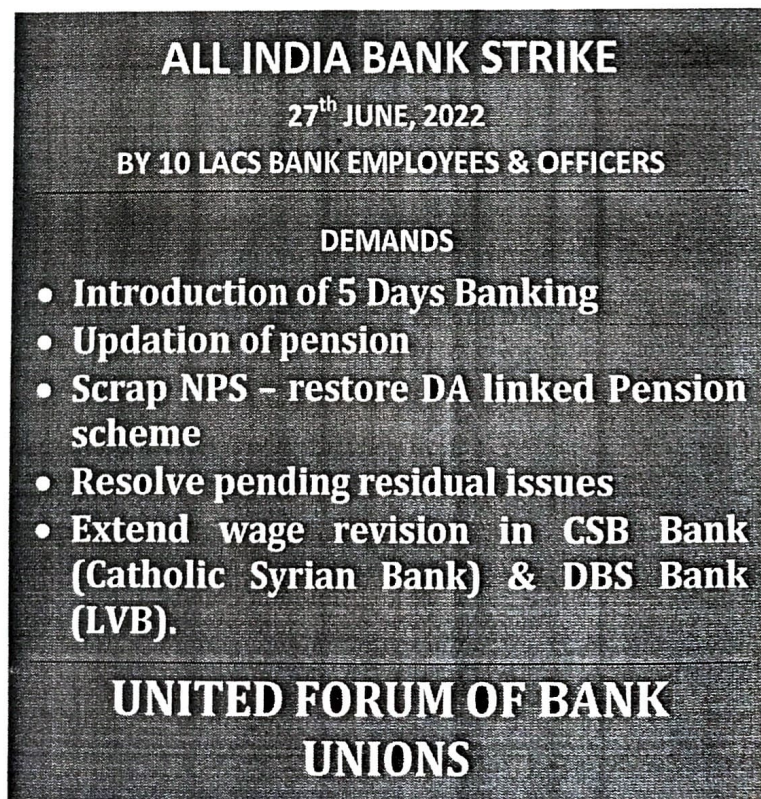 ALL INDIA BANK STRIKE
27th JUNE, 2022
BY 10 LACS BANK EMPLOYEES & OFFICERS
DEMANDS
• Introduction of 5 Days Banking
• Updation of pension
• Scrap NPS – restore DA linked Pension
scheme
• Resolve pending residual issues
• Extend wage revision in CSB Bank
(Catholic Syrian Bank) & DBS Bank
(LVB).
UNITED FORUM OF BANK
UNIONS